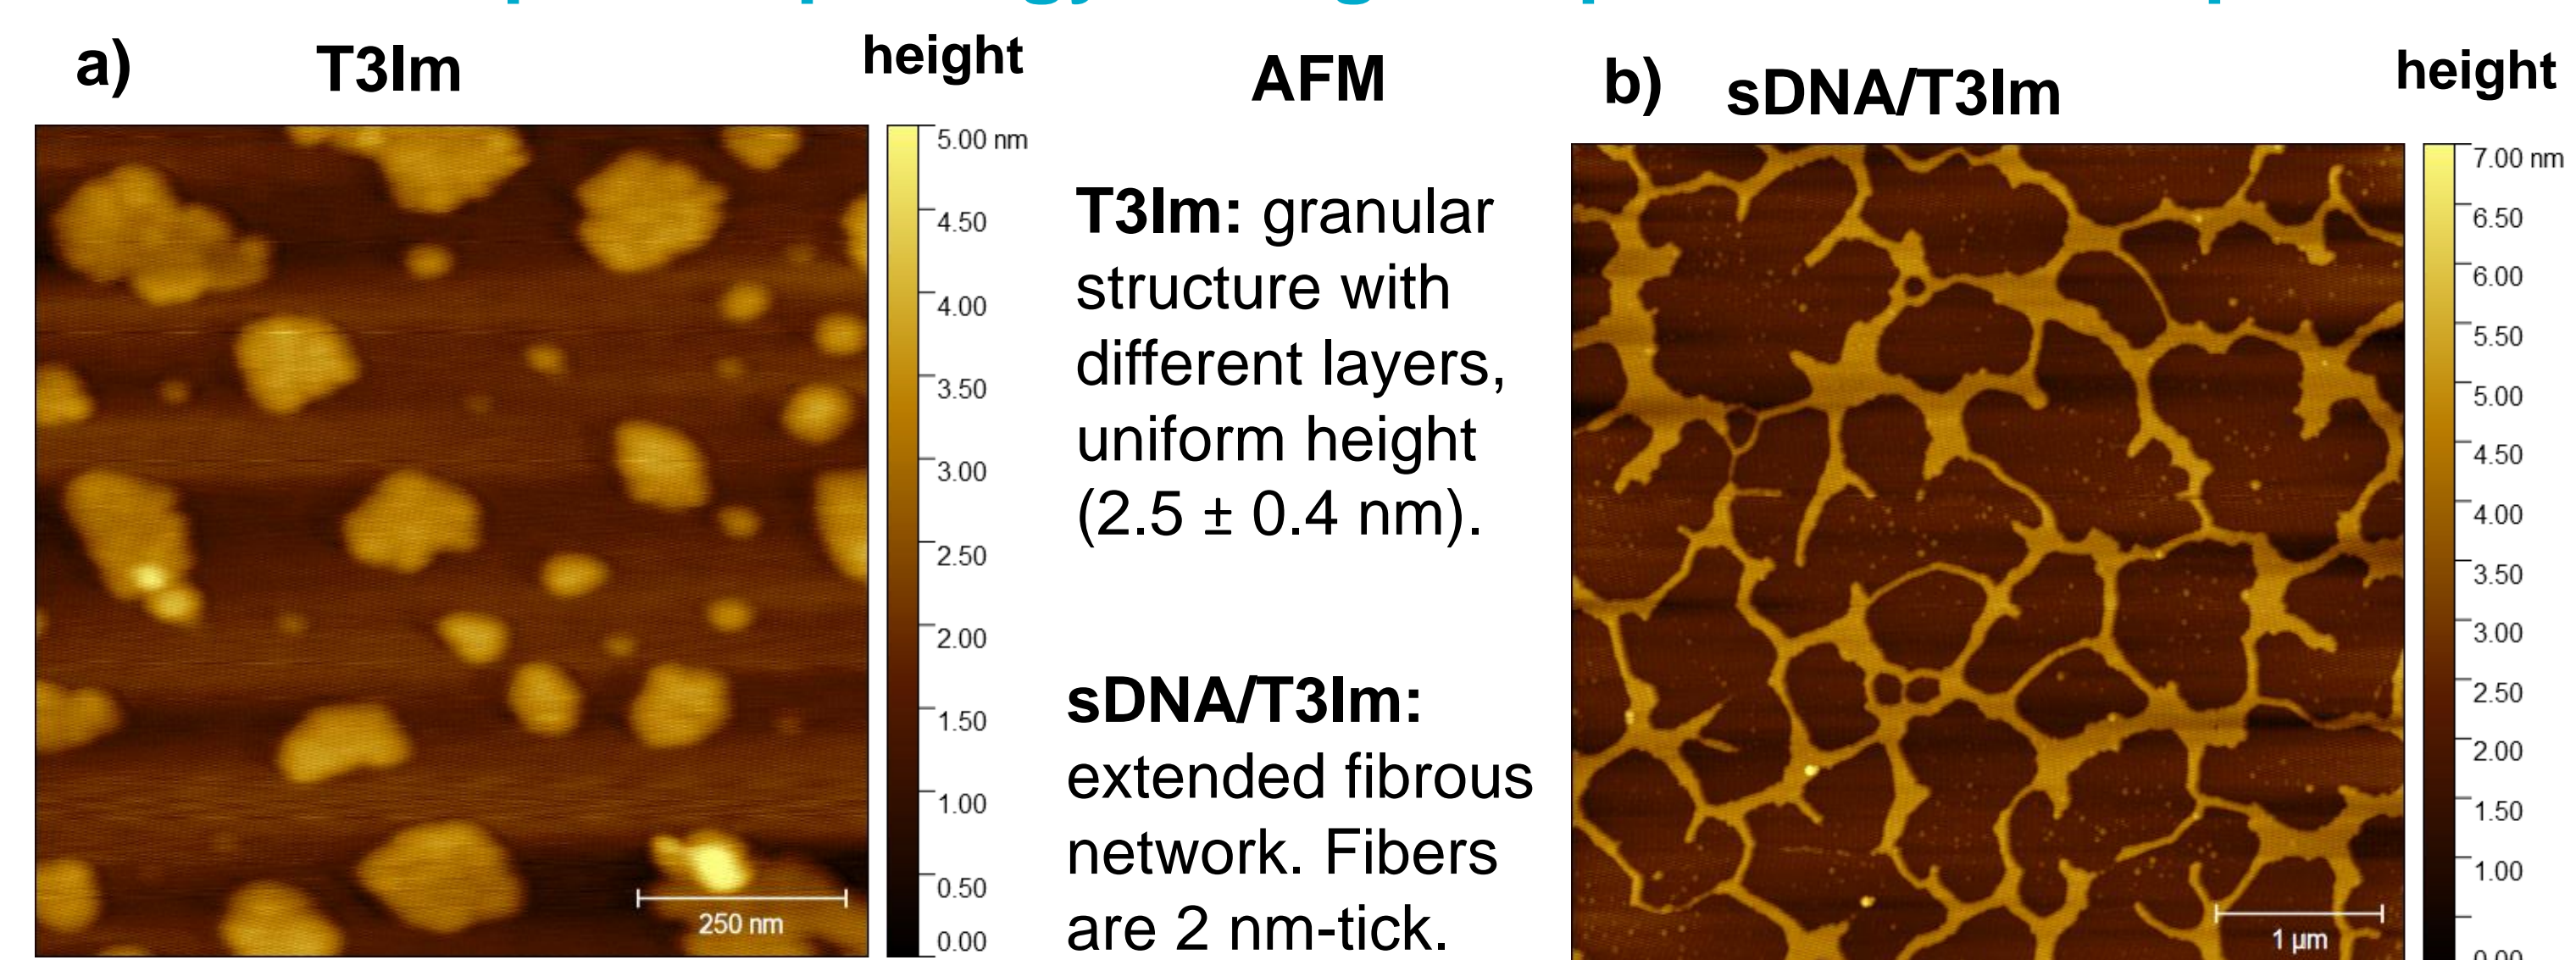 a)
T3Im
height
5.00 nm
4.50
4.00
3.50
3.00
2.50
2.00
1.50
1.00
0.50
0.00
250 nm
AFM
T3Im: granular
structure with
different layers,
uniform height
(2.5 ± 0.4 nm).
sDNA/T3Im:
extended fibrous
network. Fibers
are 2 nm-tick.
b)
sDNA/T3Im
height
7.00 nm
6.50
6.00
5.50
5.00
4.50
4.00
3.50
3.00
2.50
2.00
1.50
1.00
0.00
1 µm